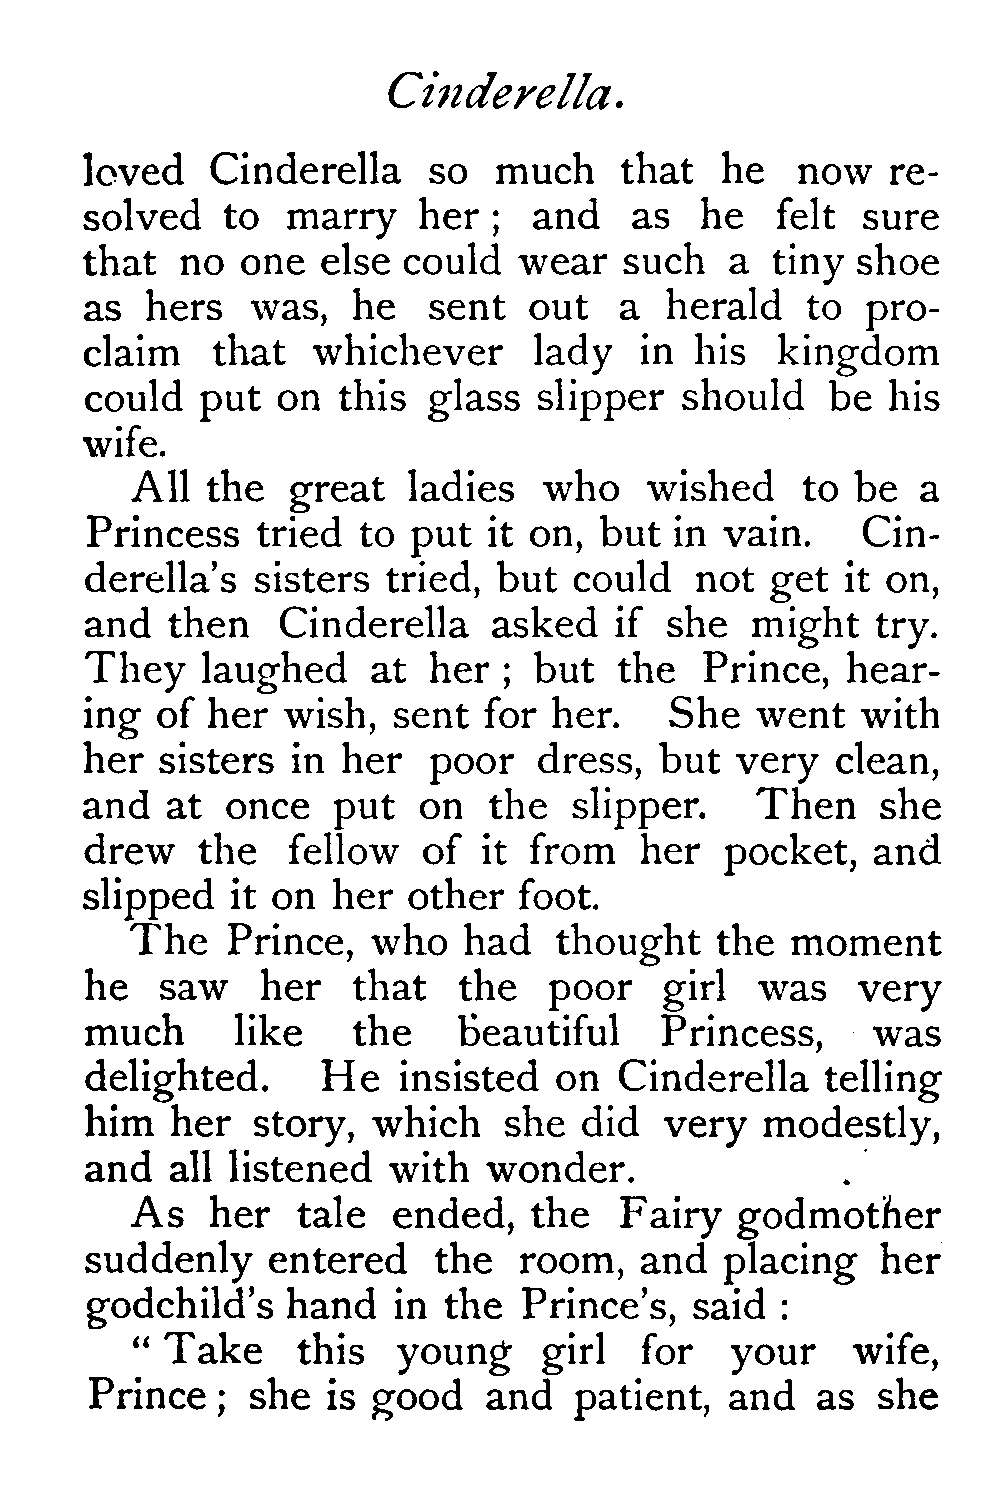 Cinderella.
loved Cinderella so much that he now re-
solved to marry her ; and as he felt sure
that no one else could wear such a tiny shoe
as hers was, he sent out a herald to pro-
claim that whichever lady in his kingdom
could put on this glass slipper should be his
wife.
All the great ladies who wished to be a
Princess tried to put it on, but in vain. Cin-
derella's sisters tried, but could not get it on,
and then Cinderella asked if she might try.
They laughed at her ; but the Prince, hear-
ing of her wish, sent for her. She went with
her sisters in her poor dress, but very clean,
and at once put on the slipper. Then she
drew the fellow of it from her pocket, and
slipped it on her other foot.
The Prince, who had thought the moment
he saw her that the poor girl was very
much like the beautiful Princess, was
delighted. He insisted on Cinderella telling
him her story, which she did very modestly,
and all listened with wonder.
As her tale ended, the Fairy godmother
suddenly entered the room, and placing her
godchild's hand in the Prince's, said :
“ Take this young girl for your wife,
Prince ; she is good and patient, and as she